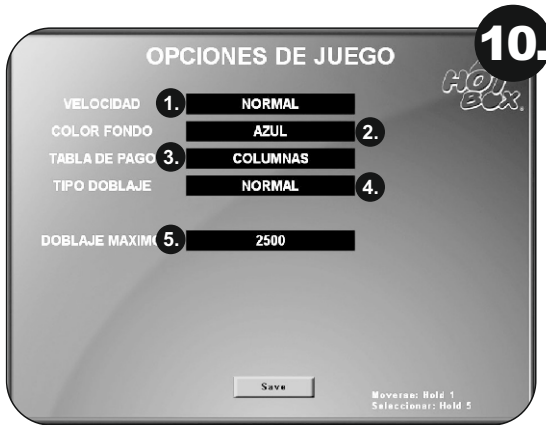 10.
OPCIONES DE JUEGO
HOT
BOX
VELOCIDAD 1. NORMAL
COLOR FONDO AZUL 2.
TABLA DE PAGO 3. COLUMNAS
TIPO DOBLAJE NORMAL 4.
DOBLAJE MAXIMO 5. 2500
Save
Moverse: Hold 1
Seleccionar: Hold 5